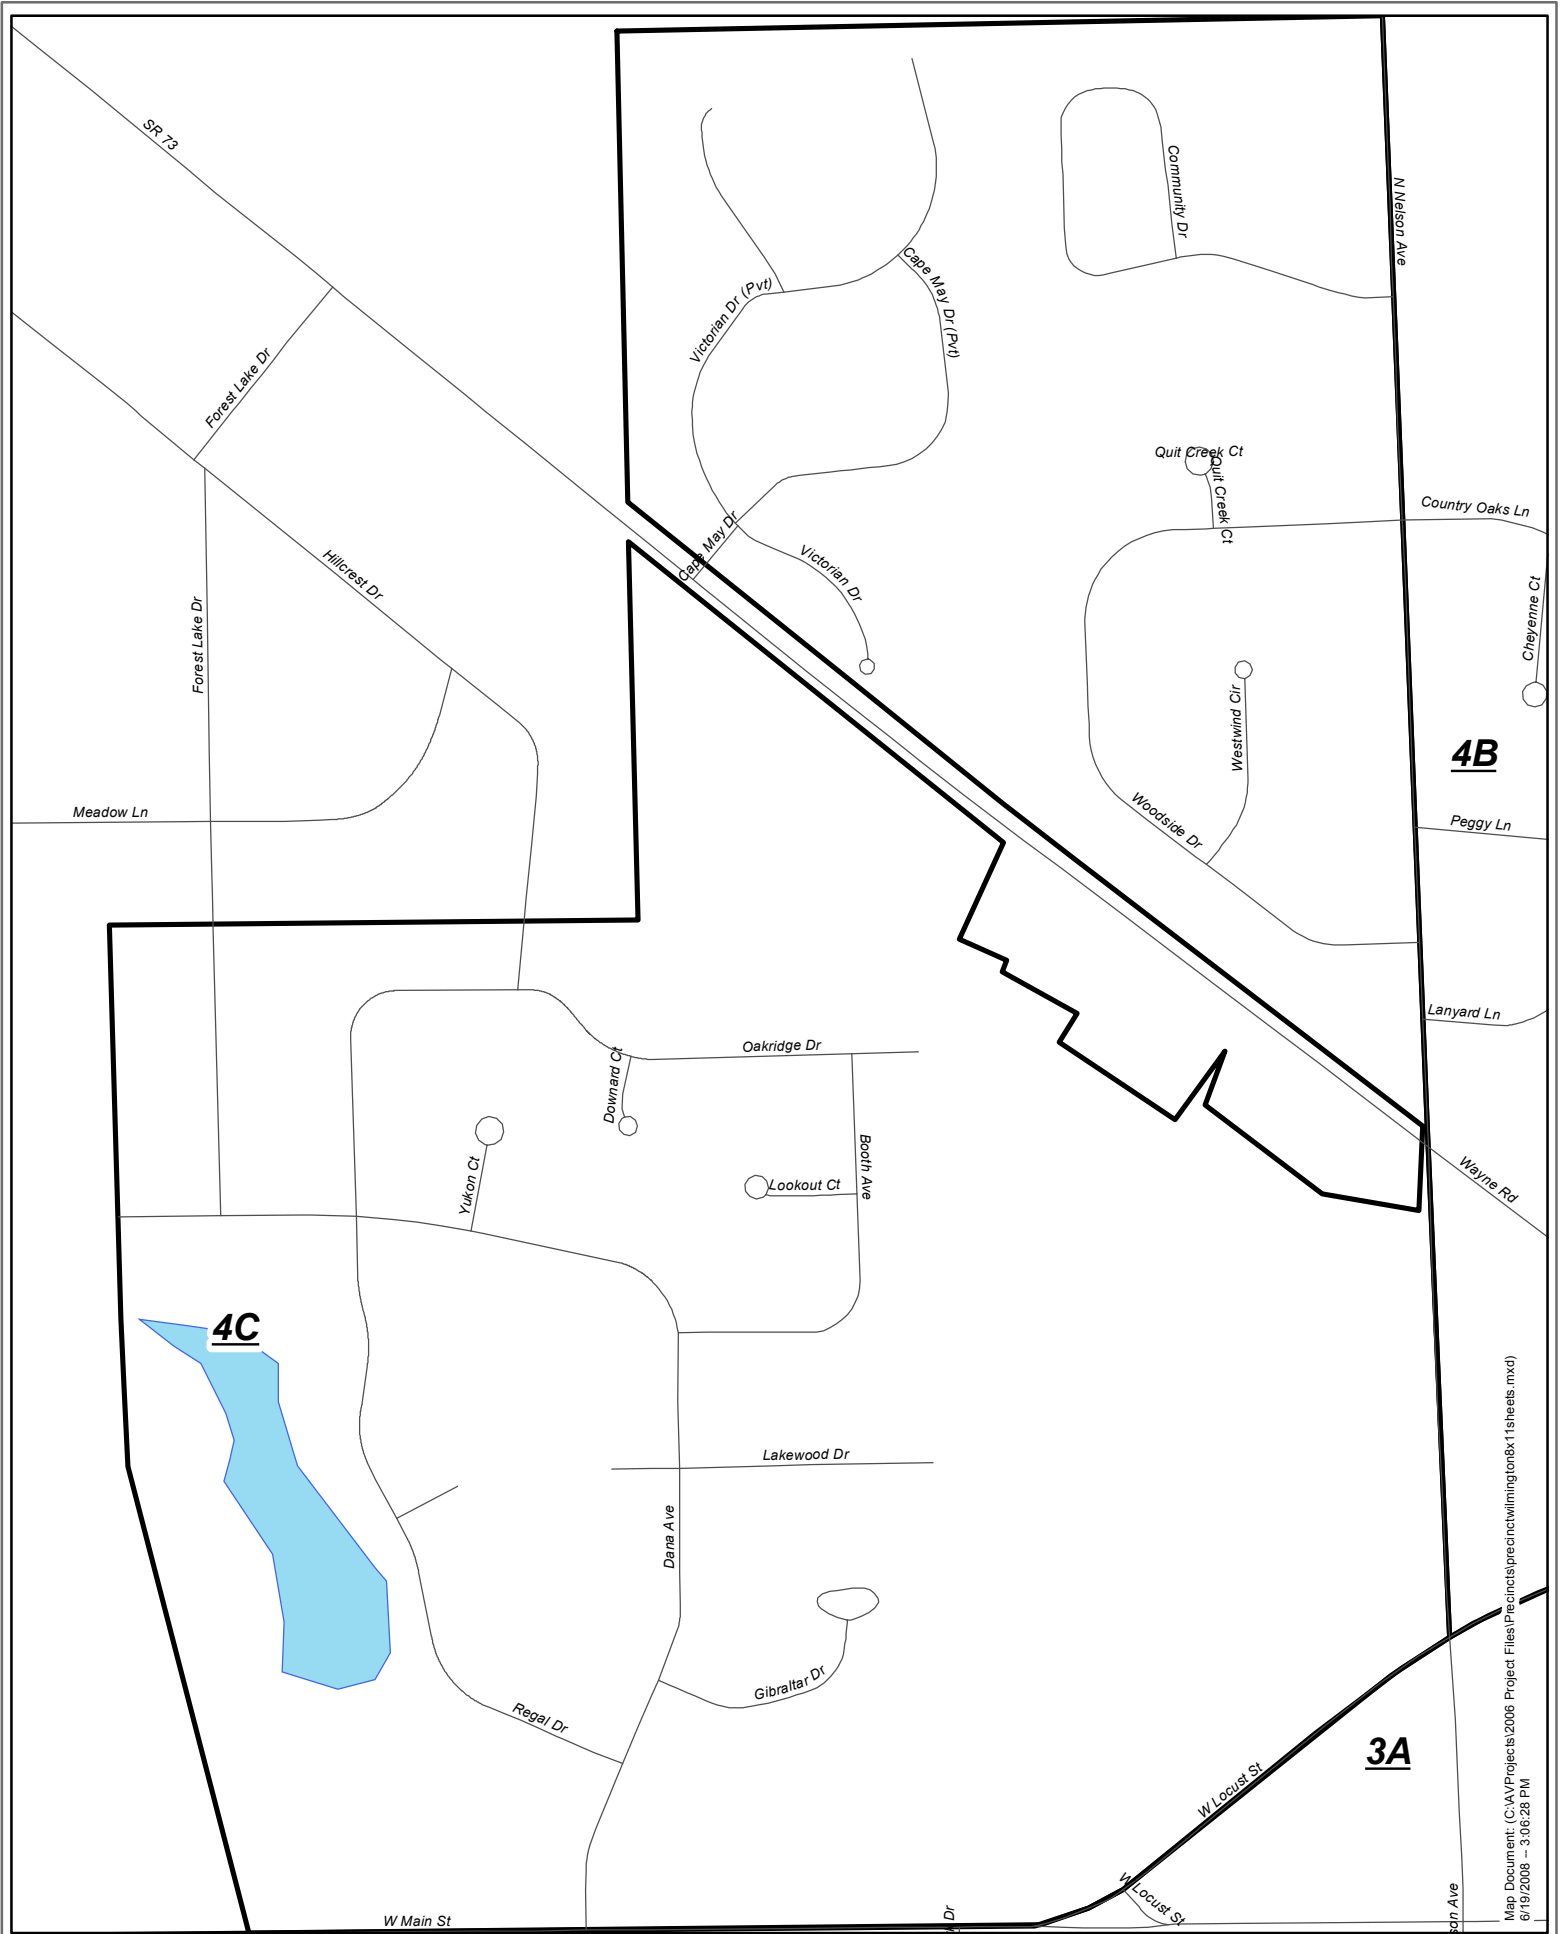 SR 73
Community Dr
N Nelson Ave
Cape May Dr (Pvt)
Victorian Dr (Pvt)
Forest Lake Dr
Quit Creek Ct
Quit Creek Ct
Country Oaks Ln
Cape May Dr
Victorian Dr
Hillcrest Dr
Forest Lake Dr
Cheyenne Ct
Westwind Cir
4B
Meadow Ln
Woodside Dr
Peggy Ln
Lanyard Ln
Oakridge Dr
Downard Ct
Booth Ave
Yukon Ct
Lookout Ct
Wayne Rd
4C
Lakewood Dr
Dana Ave
Gibraltar Dr
Regal Dr
3A
W Locust St
W Locust St
W Main St
Dr
son Ave
Map Document: (C:\AVProjects\2006 Project Files\Precincts\precinctwilmington8x11sheets.mxd)
6/19/2008 -- 3:06:28 PM